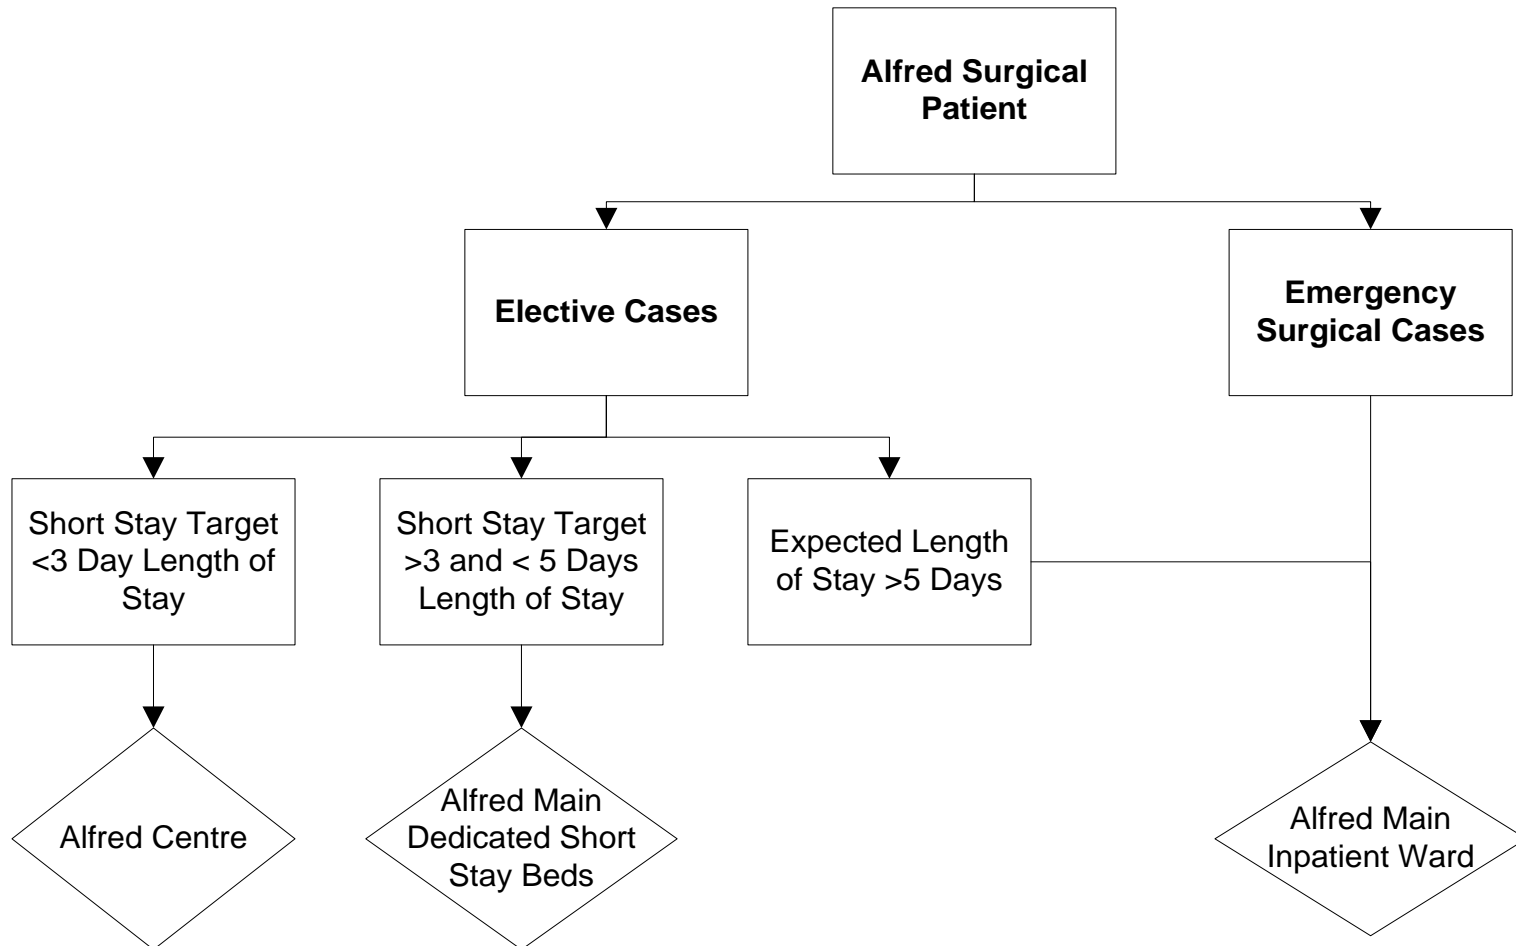 Alfred Surgical
Patient
Elective Cases
Emergency
Surgical Cases
Short Stay Target
<3 Day Length of
Stay
Short Stay Target
>3 and < 5 Days
Length of Stay
Expected Length
of Stay >5 Days
Alfred Centre
Alfred Main
Dedicated Short
Stay Beds
Alfred Main
Inpatient Ward